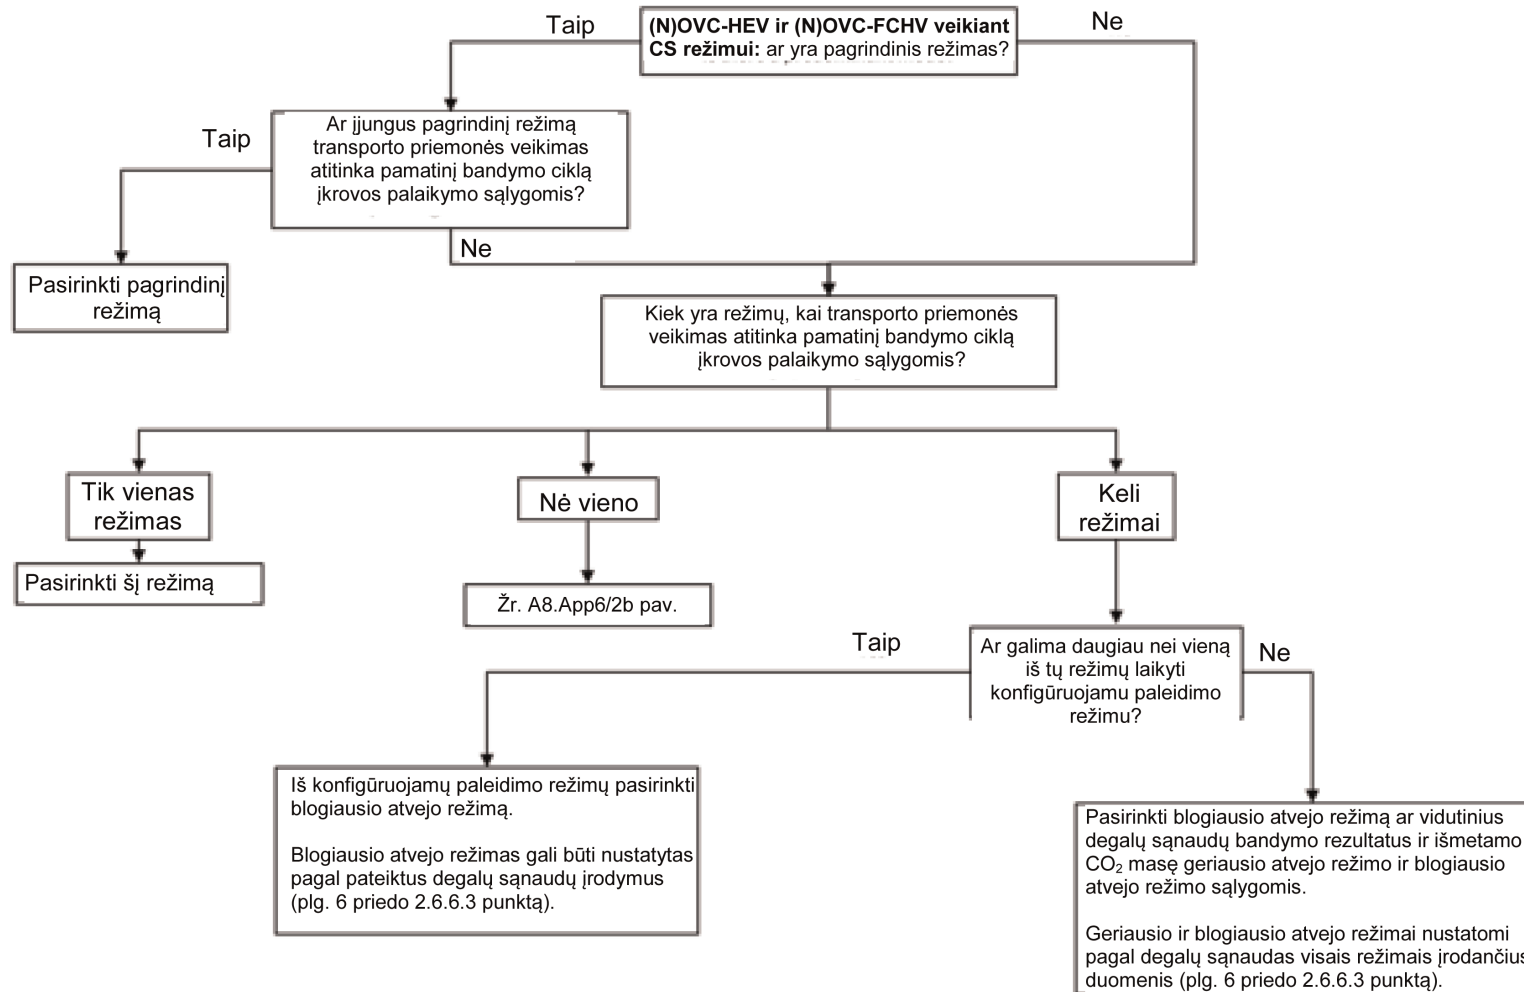 Taip
(N)OVC-HEV ir (N)OVC-FCHV veikiant
CS režimui: ar yra pagrindinis režimas?
Ne
Taip
Ar įjungus pagrindinį režimą
transporto priemonės veikimas
atitinka pamatinį bandymo ciklą
įkrovos palaikymo sąlygomis?
Ne
Pasirinkti pagrindinį
režimą
Kiek yra režimų, kai transporto priemonės
veikimas atitinka pamatinį bandymo ciklą
įkrovos palaikymo sąlygomis?
Tik vienas
režimas
Nė vieno
Keli
režimai
Pasirinkti šį režimą
Žr. A8.App6/2b pav.
Taip
Ar galima daugiau nei vieną
iš tų režimų laikyti
konfigūruojamu paleidimo
režimu?
Ne
Iš konfigūruojamų paleidimo režimų pasirinkti
blogiausio atvejo režimą.
Blogiausio atvejo režimas gali būti nustatytas
pagal pateiktus degalų sąnaudų įrodymus
(plg. 6 priedo 2.6.6.3 punktą).
Pasirinkti blogiausio atvejo režimą ar vidutinius
degalų sąnaudų bandymo rezultatus ir išmetamo
CO₂ masę geriausio atvejo režimo ir blogiausio
atvejo režimo sąlygomis.
Geriausio ir blogiausio atvejo režimai nustatomi
pagal degalų sąnaudas visais režimais įrodančius
duomenis (plg. 6 priedo 2.6.6.3 punktą).